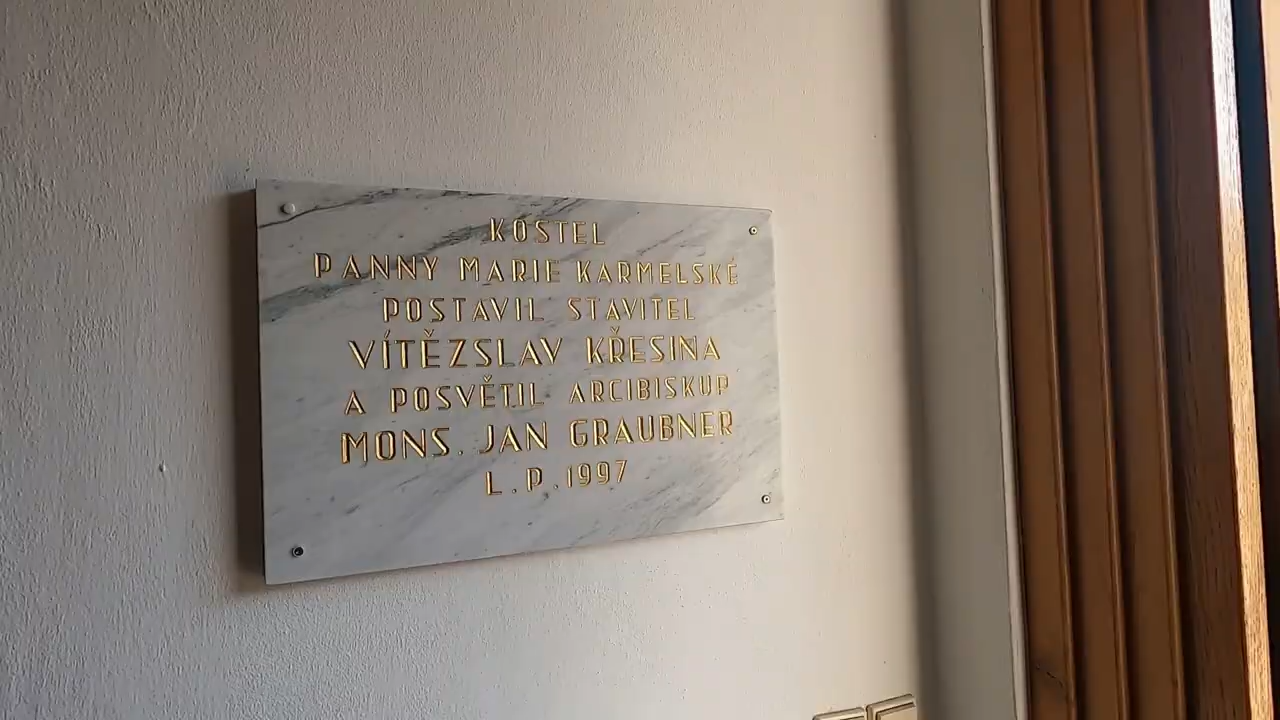 KOSTEL
PANNY MARIE KARMELSKÉ
POSTAVIL STAVITEL
VÍTĚZSLAV KŘESINA
A POSVĚTIL ARCIBISKUP
MONS. JAN GRAUBNER
L.P.1997